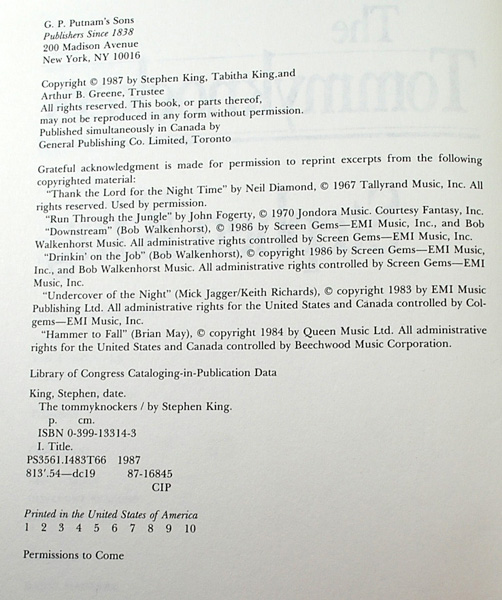 G. P. Putnam's Sons
Publishers Since 1838
200 Madison Avenue
New York, NY 10016
Copyright © 1987 by Stephen King, Tabitha King,and
Arthur B. Greene, Trustee
All rights reserved. This book, or parts thereof,
may not be reproduced in any form without permission.
Published simultaneously in Canada by
General Publishing Co. Limited, Toronto
Grateful acknowledgment is made for permission to reprint excerpts from the following
copyrighted material:
"Thank the Lord for the Night Time" by Neil Diamond, © 1967 Tallyrand Music, Inc. All
rights reserved. Used by permission.
"Run Through the Jungle" by John Fogerty, © 1970 Jondora Music. Courtesy Fantasy, Inc.
"Downstream" (Bob Walkenhorst), © 1986 by Screen Gems—EMI Music, Inc., and Bob
Walkenhorst Music. All administrative rights controlled by Screen Gems—EMI Music, Inc.
"Drinkin' on the Job" (Bob Walkenhorst), © copyright 1986 by Screen Gems—EMI Music,
Inc., and Bob Walkenhorst Music. All administrative rights controlled by Screen Gems—EMI
Music, Inc.
"Undercover of the Night" (Mick Jagger/Keith Richards), © copyright 1983 by EMI Music
Publishing Ltd. All administrative rights for the United States and Canada controlled by Col-
gems—EMI Music, Inc.
"Hammer to Fall" (Brian May), © copyright 1984 by Queen Music Ltd. All administrative
rights for the United States and Canada controlled by Beechwood Music Corporation.
Library of Congress Cataloging-in-Publication Data
King, Stephen, date.
The tommyknockers / by Stephen King.
p. cm.
ISBN 0-399-13314-3
I. Title.
PS3561.I483T66 1987
813'.54—dc19 87-16845
CIP
Printed in the United States of America
1 2 3 4 5 6 7 8 9 10
Permissions to Come